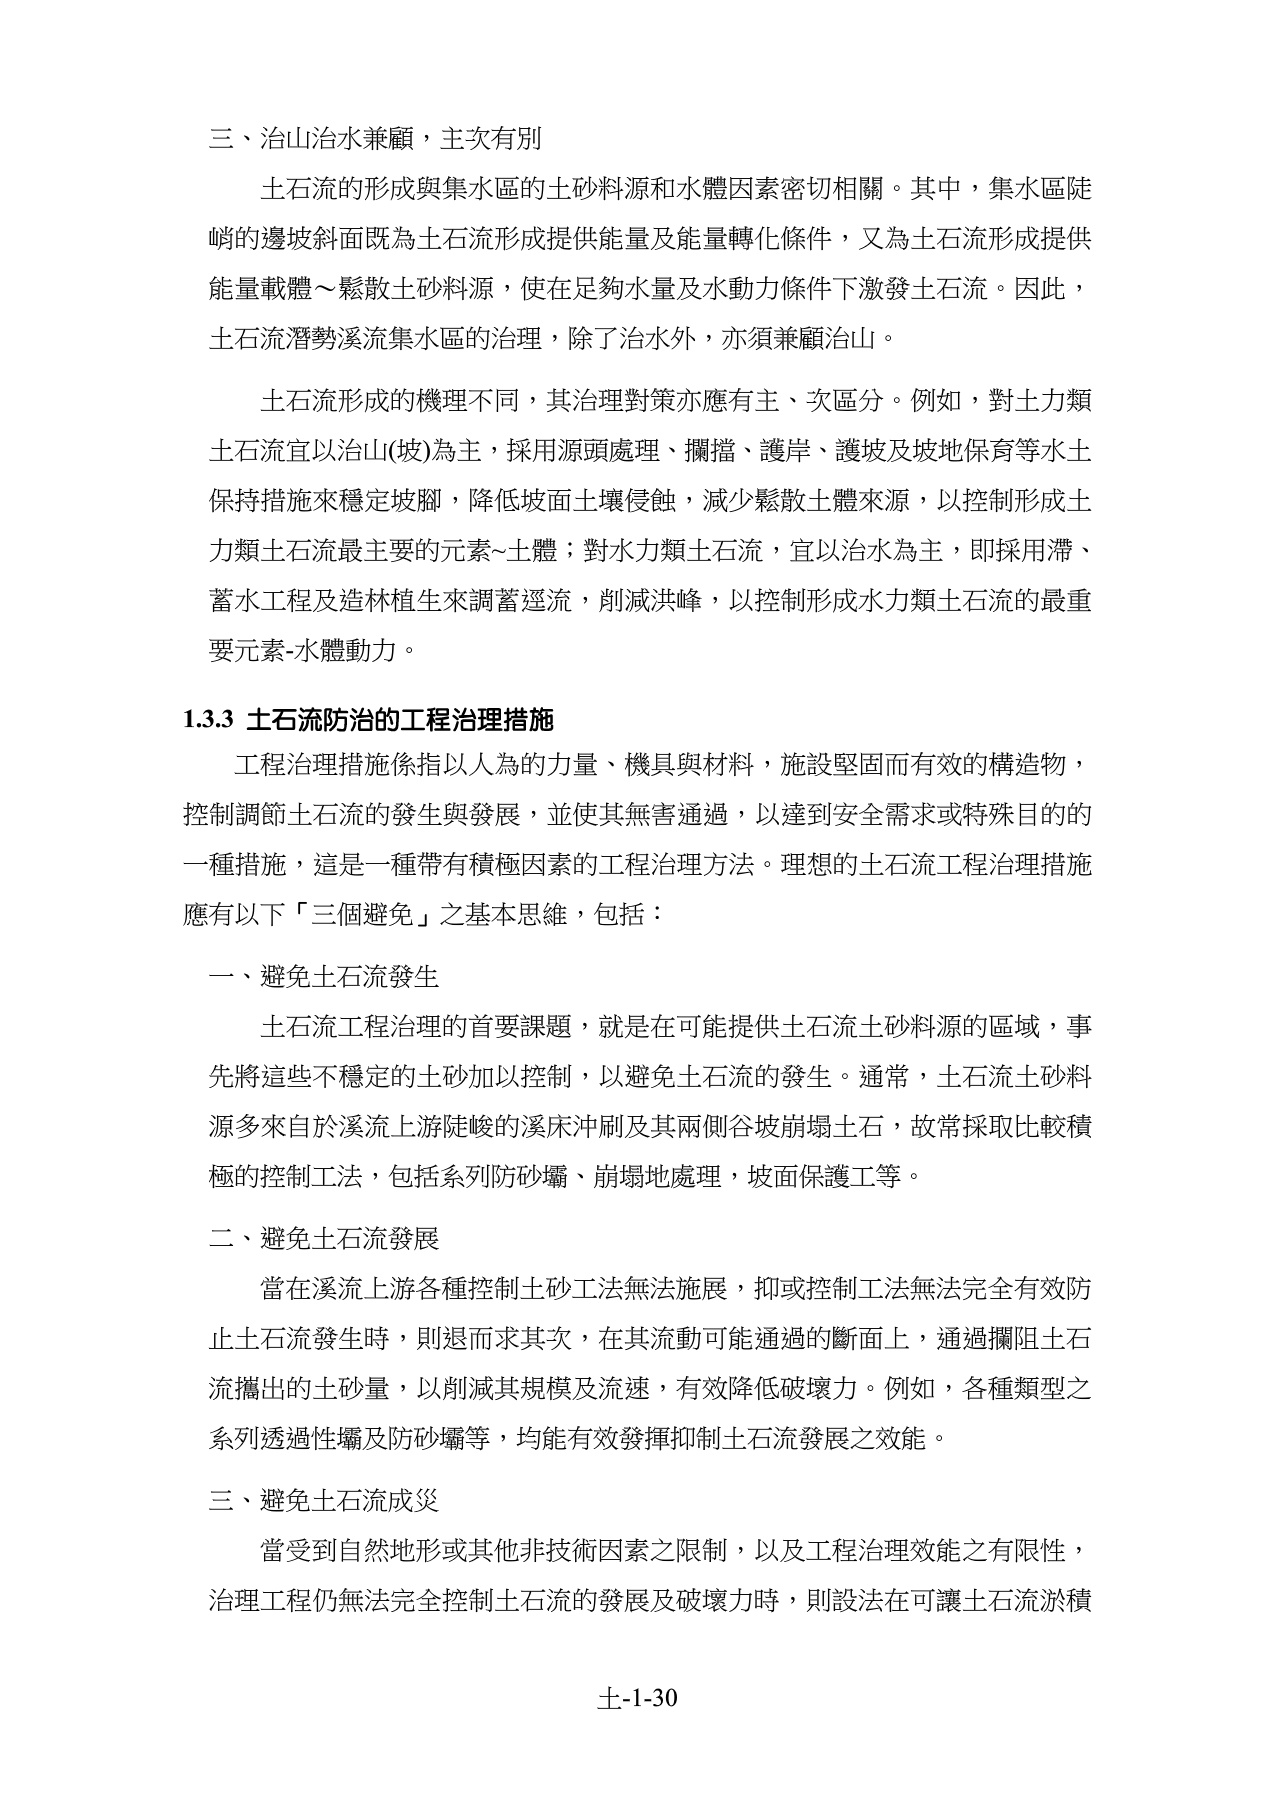 三、治山治水兼顧，主次有別
土石流的形成與集水區的土砂料源和水體因素密切相關。其中，集水區陡
峭的邊坡斜面既為土石流形成提供能量及能量轉化條件，又為土石流形成提供
能量載體～鬆散土砂料源，使在足夠水量及水動力條件下激發土石流。因此，
土石流潛勢溪流集水區的治理，除了治水外，亦須兼顧治山。
土石流形成的機理不同，其治理對策亦應有主、次區分。例如，對土力類
土石流宜以治山(坡)為主，採用源頭處理、攔擋、護岸、護坡及坡地保育等水土
保持措施來穩定坡腳，降低坡面土壤侵蝕，減少鬆散土體來源，以控制形成土
力類土石流最主要的元素~土體；對水力類土石流，宜以治水為主，即採用滯、
蓄水工程及造林植生來調蓄逕流，削減洪峰，以控制形成水力類土石流的最重
要元素-水體動力。
1.3.3 土石流防治的工程治理措施
工程治理措施係指以人為的力量、機具與材料，施設堅固而有效的構造物，
控制調節土石流的發生與發展，並使其無害通過，以達到安全需求或特殊目的的
一種措施，這是一種帶有積極因素的工程治理方法。理想的土石流工程治理措施
應有以下「三個避免」之基本思維，包括：
一、避免土石流發生
土石流工程治理的首要課題，就是在可能提供土石流土砂料源的區域，事
先將這些不穩定的土砂加以控制，以避免土石流的發生。通常，土石流土砂料
源多來自於溪流上游陡峻的溪床沖刷及其兩側谷坡崩塌土石，故常採取比較積
極的控制工法，包括系列防砂壩、崩塌地處理，坡面保護工等。
二、避免土石流發展
當在溪流上游各種控制土砂工法無法施展，抑或控制工法無法完全有效防
止土石流發生時，則退而求其次，在其流動可能通過的斷面上，通過攔阻土石
流攜出的土砂量，以削減其規模及流速，有效降低破壞力。例如，各種類型之
系列透過性壩及防砂壩等，均能有效發揮抑制土石流發展之效能。
三、避免土石流成災
當受到自然地形或其他非技術因素之限制，以及工程治理效能之有限性，
治理工程仍無法完全控制土石流的發展及破壞力時，則設法在可讓土石流淤積
土-1-30